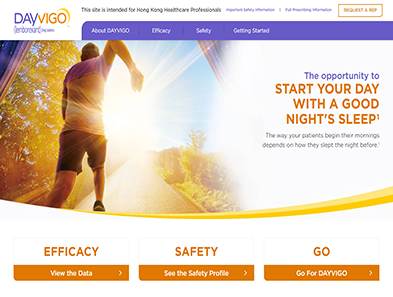 This site is intended for Hong Kong Healthcare Professionals
Important Safety Information | Full Prescribing Information
REQUEST A REP
DAYVIGO
(lemborexant)
About DAYVIGO
Efficacy
Safety
Getting Started
The opportunity to
START YOUR DAY
WITH A GOOD
NIGHT'S SLEEP¹
The way your patients begin their mornings
depends on how they slept the night before.¹
EFFICACY
View the Data
SAFETY
See the Safety Profile
GO
Go For DAYVIGO